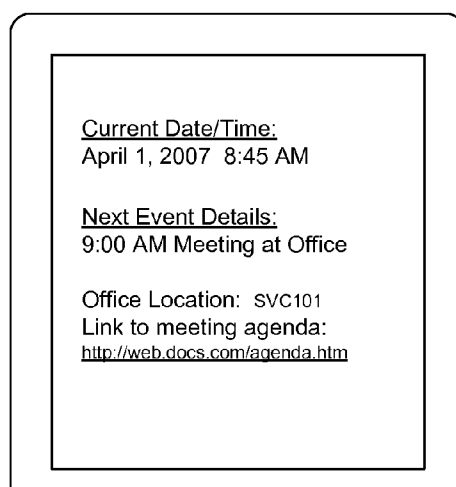 Current Date/Time:
April 1, 2007 8:45 AM
Next Event Details:
9:00 AM Meeting at Office
Office Location: SVC101
Link to meeting agenda:
http://web.docs.com/agenda.htm